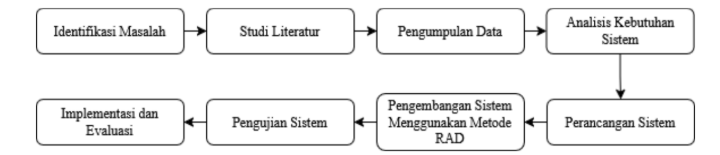 Identifikasi Masalah
Studi Literatur
Pengumpulan Data
Analisis Kebutuhan
Sistem
Perancangan Sistem
Pengembangan Sistem
Menggunakan Metode
RAD
Pengujian Sistem
Implementasi dan
Evaluasi